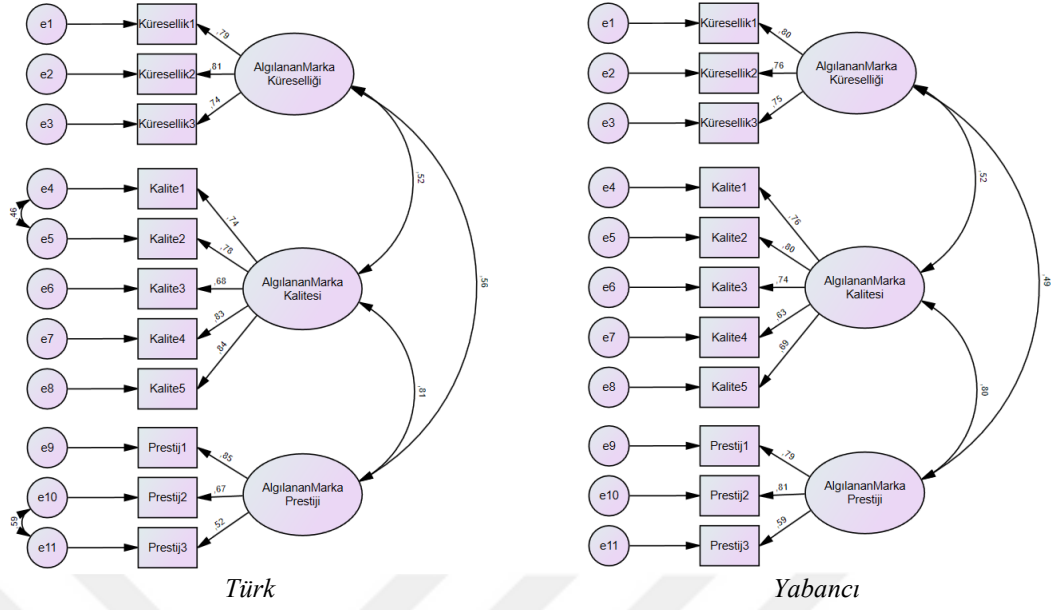 e1
Küresellik1
,79
e2
Küresellik2
,81
AlgılananMarka
Küreselliği
e3
Küresellik3
,74
,52
e4
Kalite1
,74
,46
e5
Kalite2
,78
e6
Kalite3
,68
AlgılananMarka
Kalitesi
,56
e7
Kalite4
,83
e8
Kalite5
,84
,81
e9
Prestij1
,85
e10
Prestij2
,67
AlgılananMarka
Prestiji
,59
e11
Prestij3
,52
Türk
e1
Küresellik1
,80
e2
Küresellik2
,76
AlgılananMarka
Küreselliği
e3
Küresellik3
,75
,52
e4
Kalite1
,76
e5
Kalite2
,80
e6
Kalite3
,74
AlgılananMarka
Kalitesi
,49
e7
Kalite4
,63
e8
Kalite5
,69
,80
e9
Prestij1
,79
e10
Prestij2
,81
AlgılananMarka
Prestiji
e11
Prestij3
,59
Yabancı